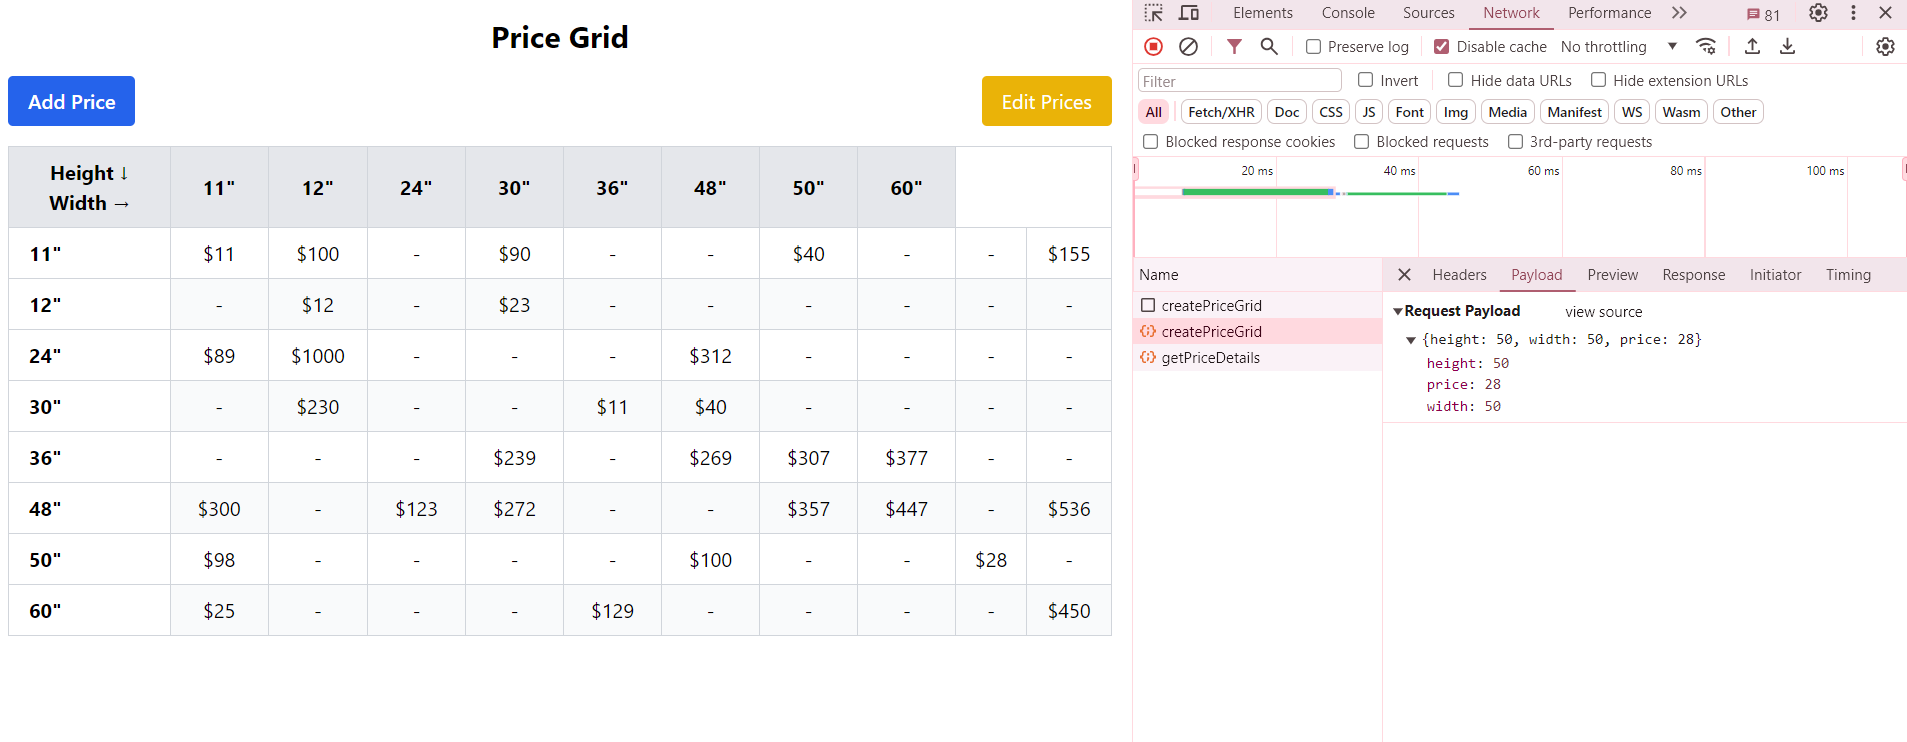 Price Grid
Add Price
Edit Prices
Height ↓ Width → 11" 12" 24" 30" 36" 48" 50" 60"
11" $11 $100 - $90 - - $40 - - $155
12" - $12 - $23 - - - - - -
24" $89 $1000 - - - $312 - - - -
30" - $230 - - $11 $40 - - - -
36" - - - $239 - $269 $307 $377 - -
48" $300 - $123 $272 - - $357 $447 - $536
50" $98 - - - - $100 - - $28 -
60" $25 - - - $129 - - - - $450
Elements Console Sources Network Performance 81
Preserve log Disable cache No throttling
Filter Invert Hide data URLs Hide extension URLs
All Fetch/XHR Doc CSS JS Font Img Media Manifest WS Wasm Other
Blocked response cookies Blocked requests 3rd-party requests
20 ms 40 ms 60 ms 80 ms 100 ms
Name
createPriceGrid
createPriceGrid
getPriceDetails
Headers Payload Preview Response Initiator Timing
Request Payload view source
{height: 50, width: 50, price: 28}
height: 50
price: 28
width: 50